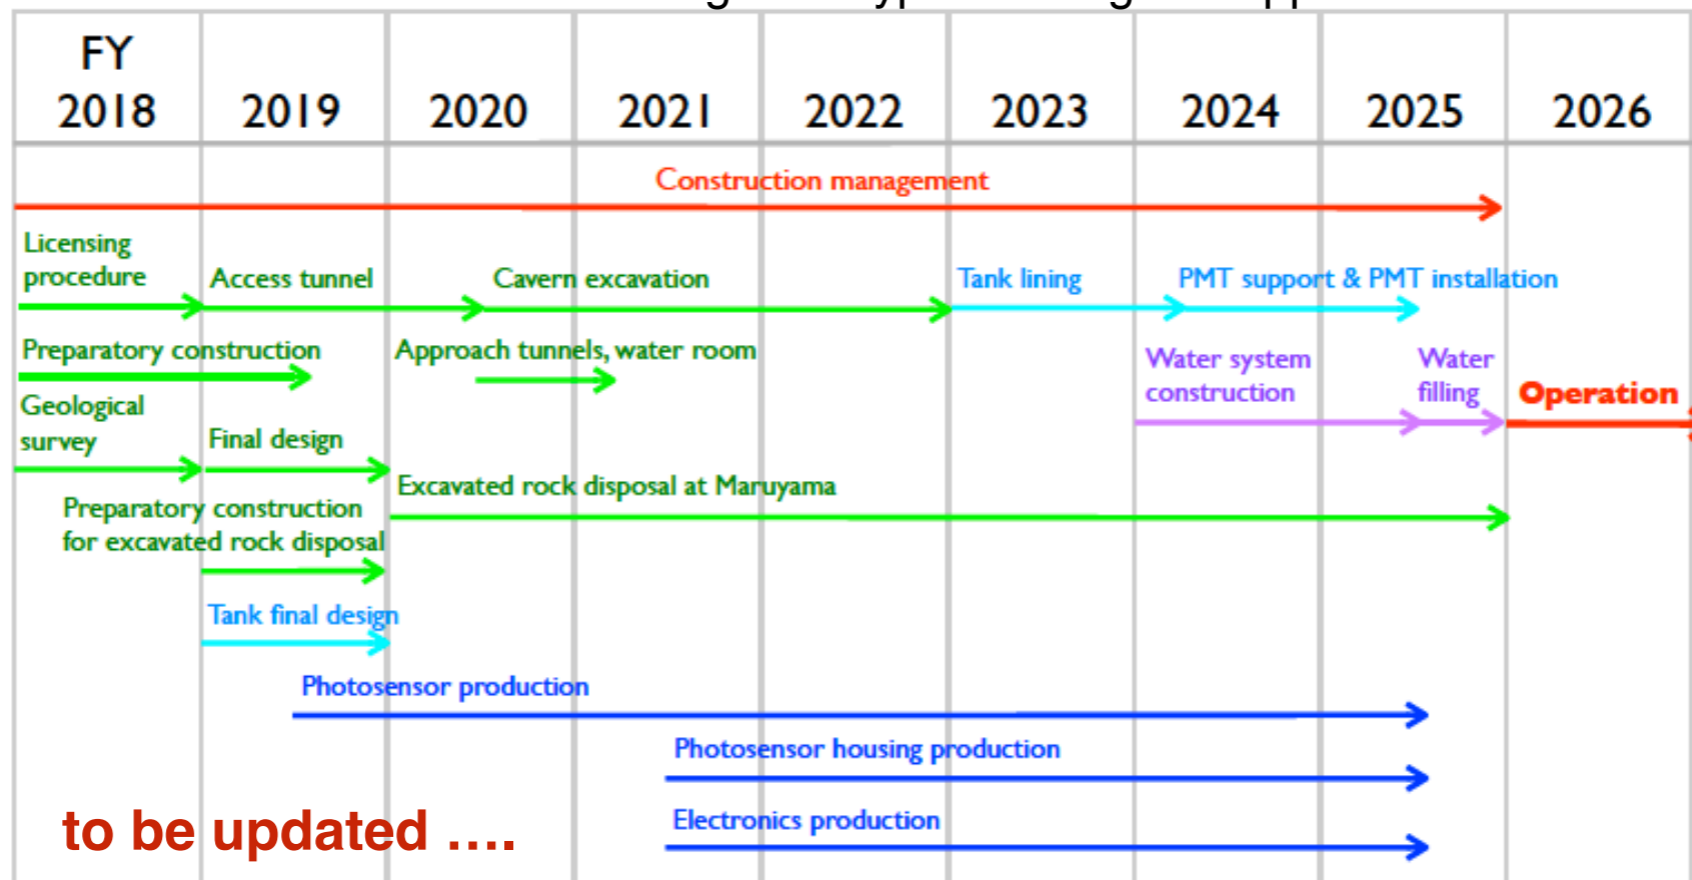 FY
2018 2019 2020 2021 2022 2023 2024 2025 2026
Construction management
Licensing
procedure
Access tunnel
Cavern excavation
Tank lining
PMT support & PMT installation
Preparatory construction
Approach tunnels, water room
Water system
construction
Water
filling
Operation
Geological
survey
Final design
Excavated rock disposal at Maruyama
Preparatory construction
for excavated rock disposal
Tank final design
Photosensor production
Photosensor housing production
Electronics production
to be updated ....